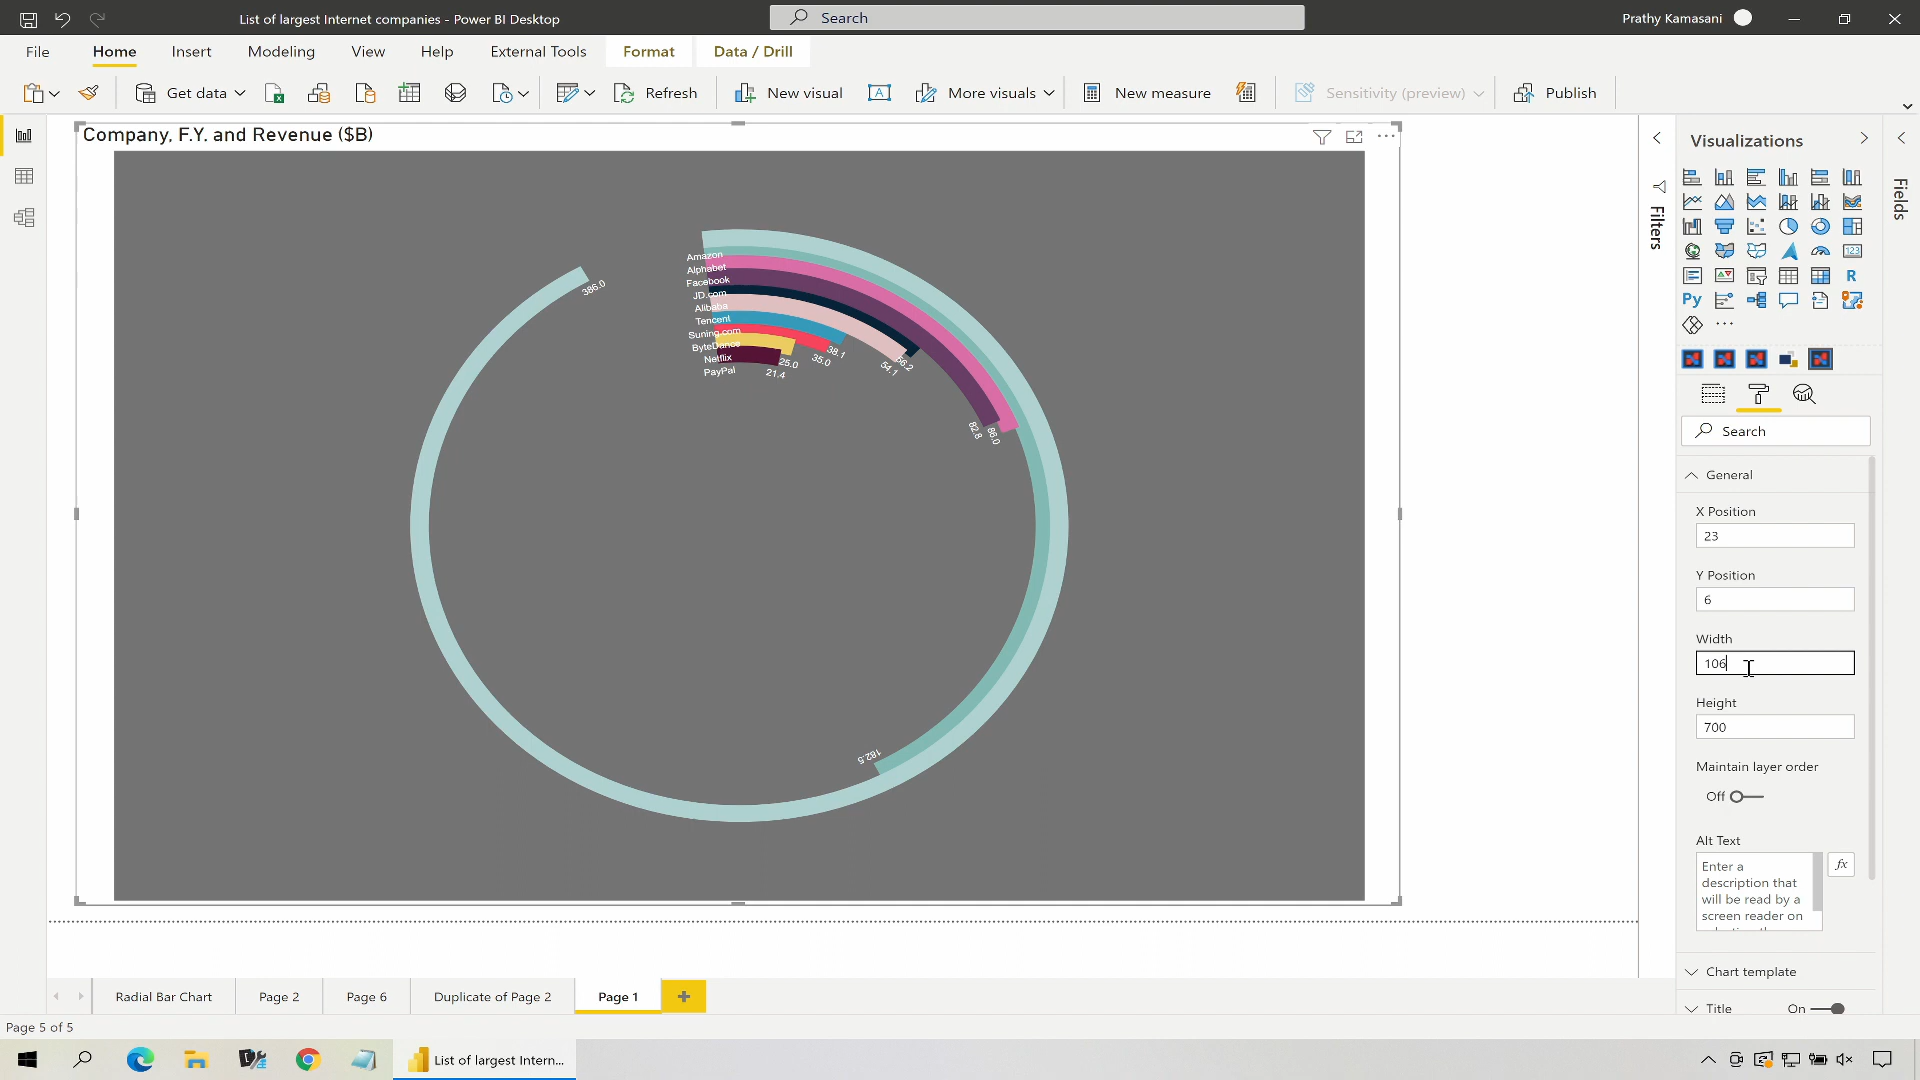 List of largest Internet companies - Power BI Desktop
Search
Prathy Kamasani
File
Home
Insert
Modeling
View
Help
External Tools
Format
Data / Drill
Get data
Refresh
New visual
More visuals
New measure
Sensitivity (preview)
Publish
Company, F.Y. and Revenue ($B)
Amazon
Alphabet
Facebook
JD.com
Alibaba
Tencent
Suning.com
ByteDance
Netflix
PayPal
386.0
182.5
86.0
82.8
56.2
54.1
38.1
35.0
25.0
21.4
Filters
Visualizations
Fields
123
R
Py
Search
General
X Position
23
Y Position
6
Width
106
Height
700
Maintain layer order
Off
Alt Text
Enter a
description that
will be read by a
screen reader on
fx
Chart template
Title
On
Radial Bar Chart
Page 2
Page 6
Duplicate of Page 2
Page 1
Page 5 of 5
List of largest Intern...